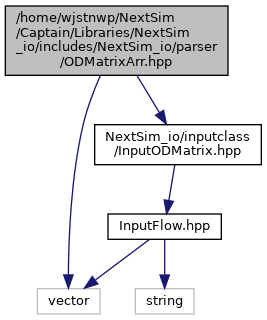 /home/wjstnwp/NextSim
/Captain/Libraries/NextSim
_io/includes/NextSim_io/parser
/ODMatrixArr.hpp
NextSim_io/inputclass
/InputODMatrix.hpp
InputFlow.hpp
vector
string